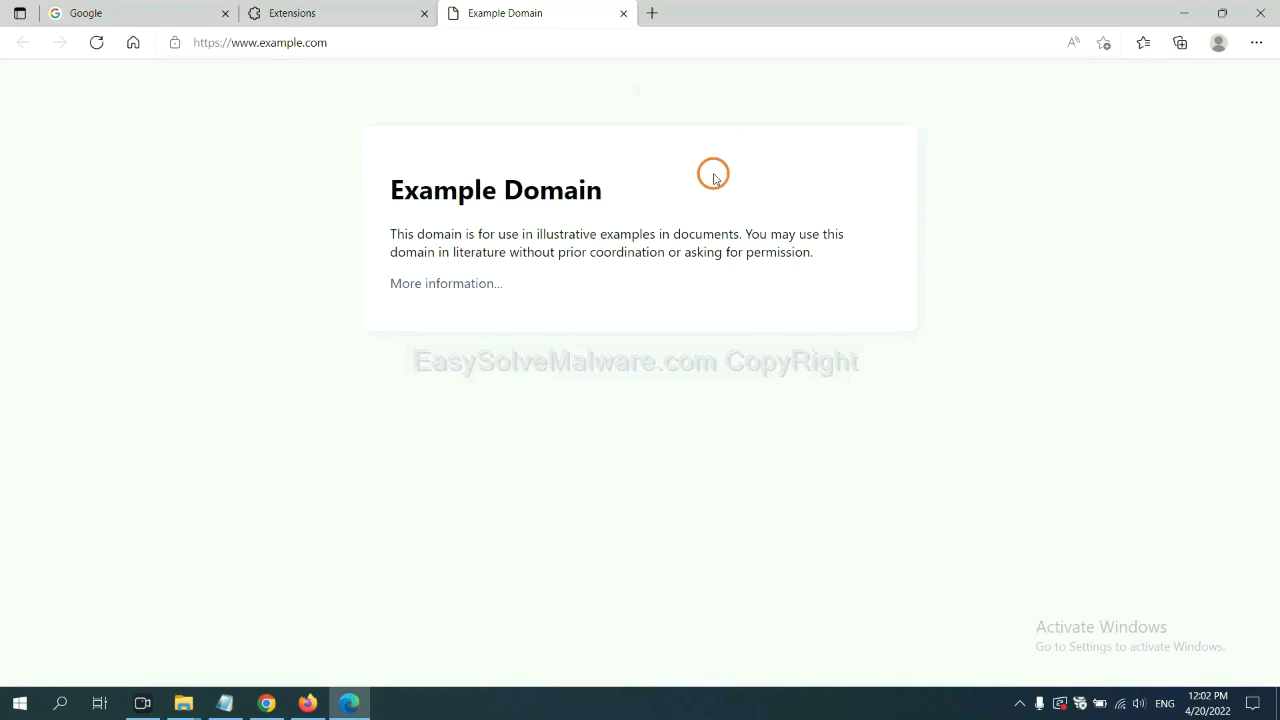 Google
Extensions
Example Domain
https://www.example.com
Example Domain
This domain is for use in illustrative examples in documents. You may use this
domain in literature without prior coordination or asking for permission.
More information...
EasySolveMalware.com CopyRight
Activate Windows
Go to Settings to activate Windows.
ENG
12:02 PM
4/20/2022